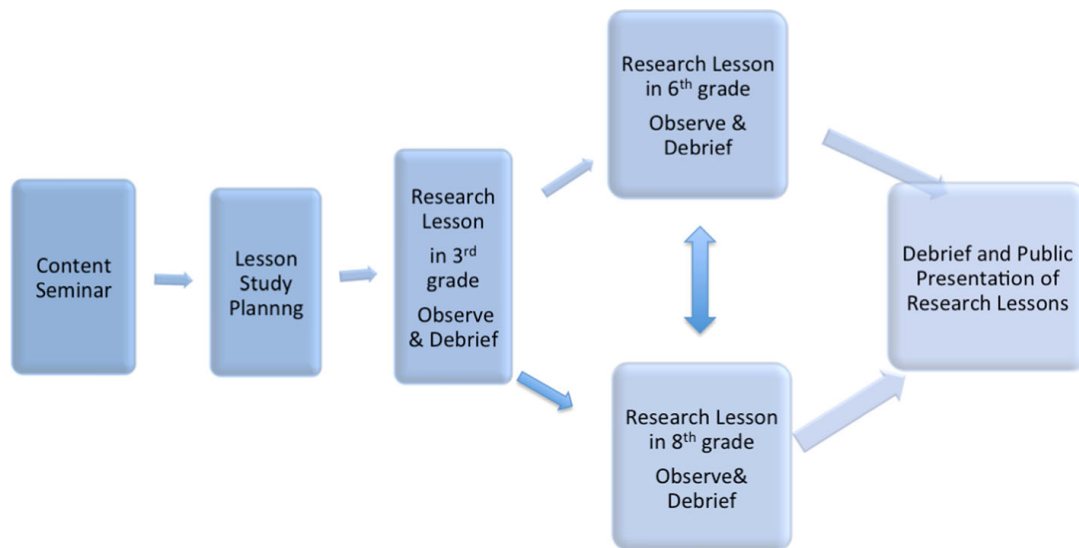 Content
Seminar
Lesson
Study
Plannng
Research
Lesson
in 3rd
grade
Observe
& Debrief
Research Lesson
in 6th grade
Observe &
Debrief
Research Lesson
in 8th grade
Observe&
Debrief
Debrief and Public
Presentation of
Research Lessons